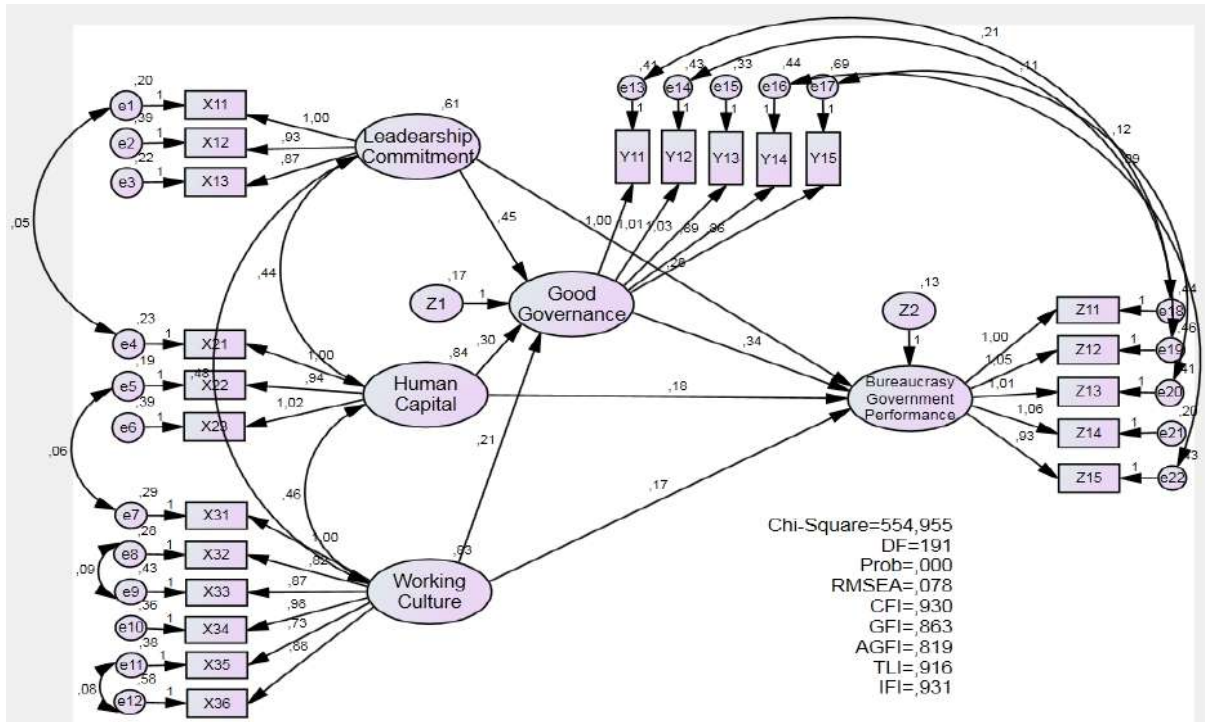 ,20
e1
1
X11
,39
e2
1
X12
,22
e3
1
X13
1,00
,93
,87
,61
Leadearship
Commitment
,05
,44
,45
,48
,23
e4
1
X21
,19
e5
1
X22
,39
e6
1
X23
1,00
,94
1,02
,84
Human
Capital
,30
,18
,06
,46
,21
,29
e7
1
X31
,28
e8
1
X32
,09
,43
e9
1
X33
,36
e10
1
X34
,38
e11
1
X35
,08
,58
e12
1
X36
1,00
,82
,87
,98
,73
,83
Working
Culture
,17
,17
Z1
1
Good
Governance
,34
,41
e13
1
Y11
,43
e14
1
Y12
,33
e15
1
Y13
,44
e16
1
Y14
,69
e17
1
Y15
1,00
1,01
1,03
,89
,28
,21
,11
,12
,13
Z2
1
Bureaucrasy
Government
Performance
1,00
1,05
1,01
1,06
,93
Z11
1
,44
e18
Z12
1
,46
e19
Z13
1
,41
e20
Z14
1
,20
e21
Z15
1
e22
Chi-Square=554,955
DF=191
Prob=,000
RMSEA=,078
CFI=,930
GFI=,863
AGFI=,819
TLI=,916
IFI=,931